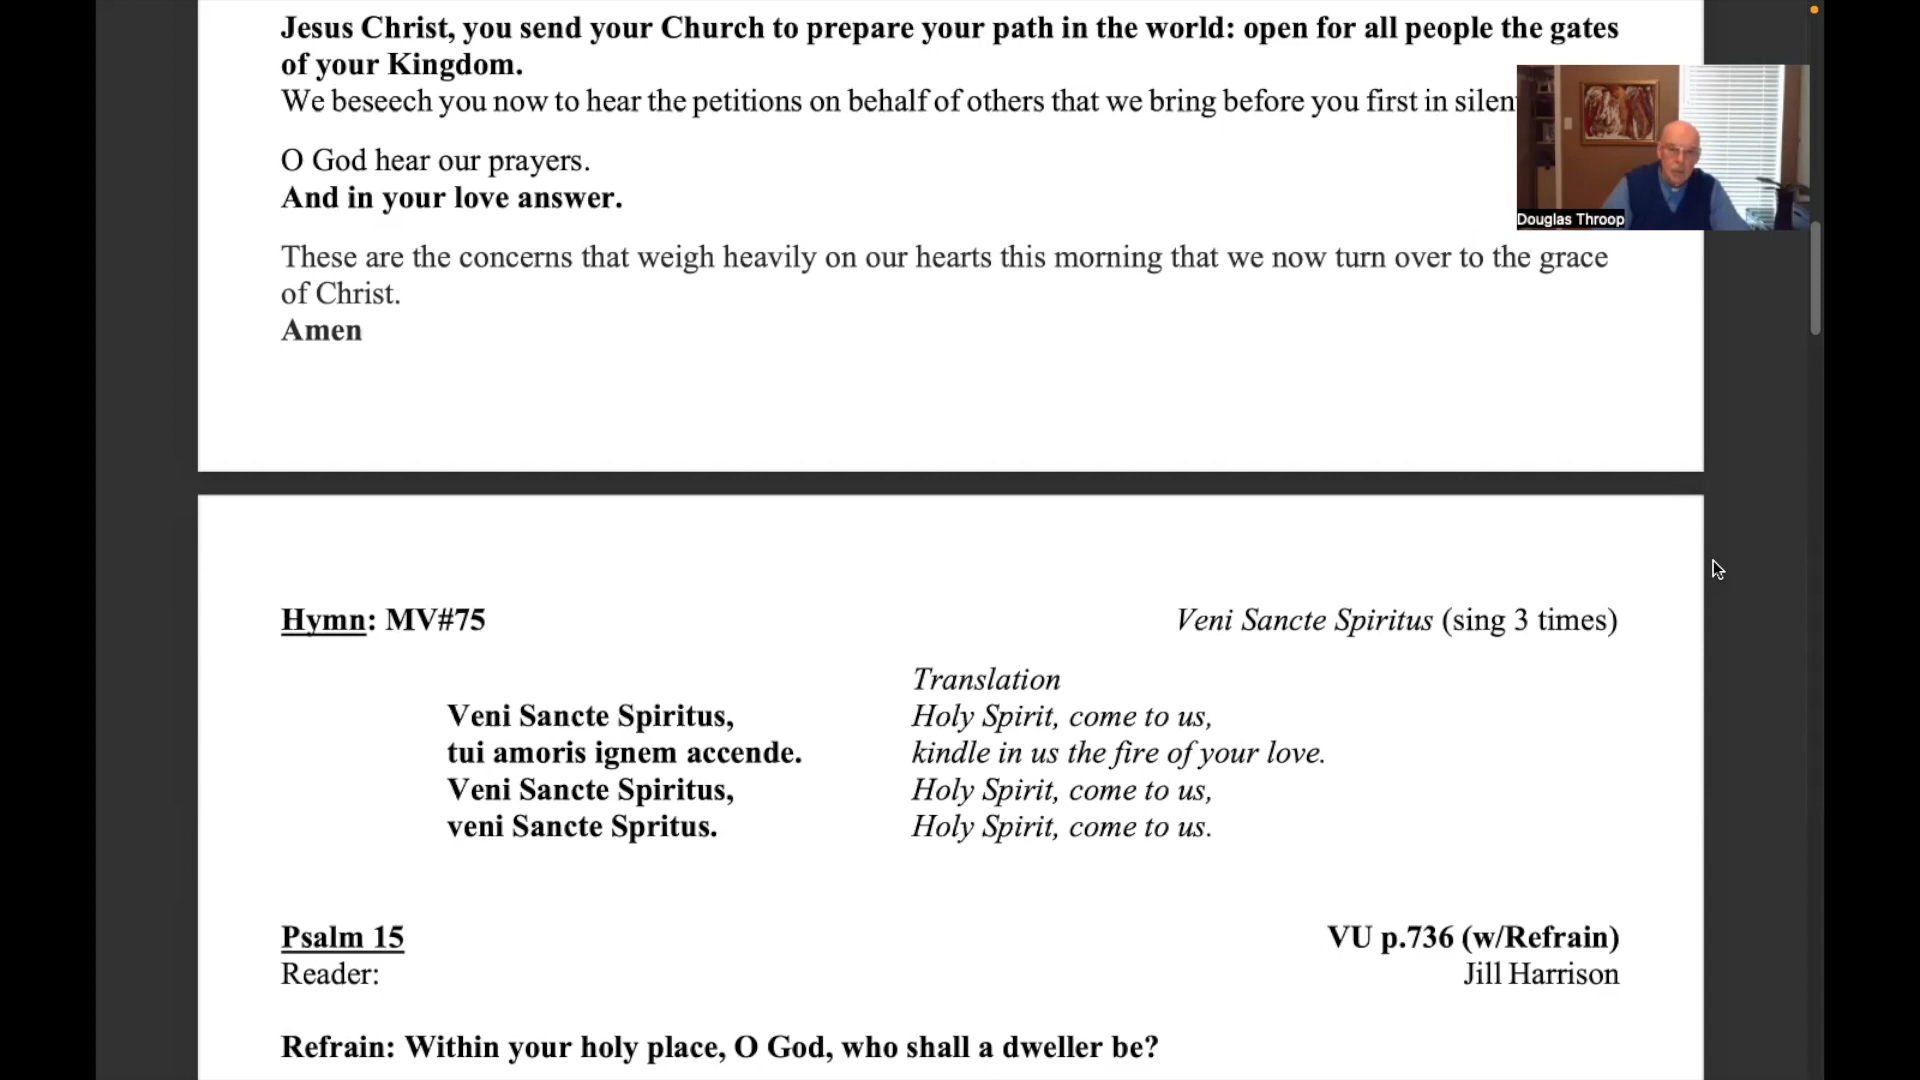 Jesus Christ, you send your Church to prepare your path in the world: open for all people the gates
of your Kingdom.
We beseech you now to hear the petitions on behalf of others that we bring before you first in
O God hear our prayers.
And in your love answer.
Douglas Throop
These are the concerns that weigh heavily on our hearts this morning that we now turn over to the grace
of Christ.
Amen
Hymn: MV#75 Veni Sancte Spiritus (sing 3 times)
Translation
Veni Sancte Spiritus, Holy Spirit, come to us,
tui amoris ignem accende. kindle in us the fire of your love.
Veni Sancte Spiritus, Holy Spirit, come to us,
veni Sancte Spritus. Holy Spirit, come to us.
Psalm 15 VU p.736 (w/Refrain)
Reader: Jill Harrison
Refrain: Within your holy place, O God, who shall a dweller be?